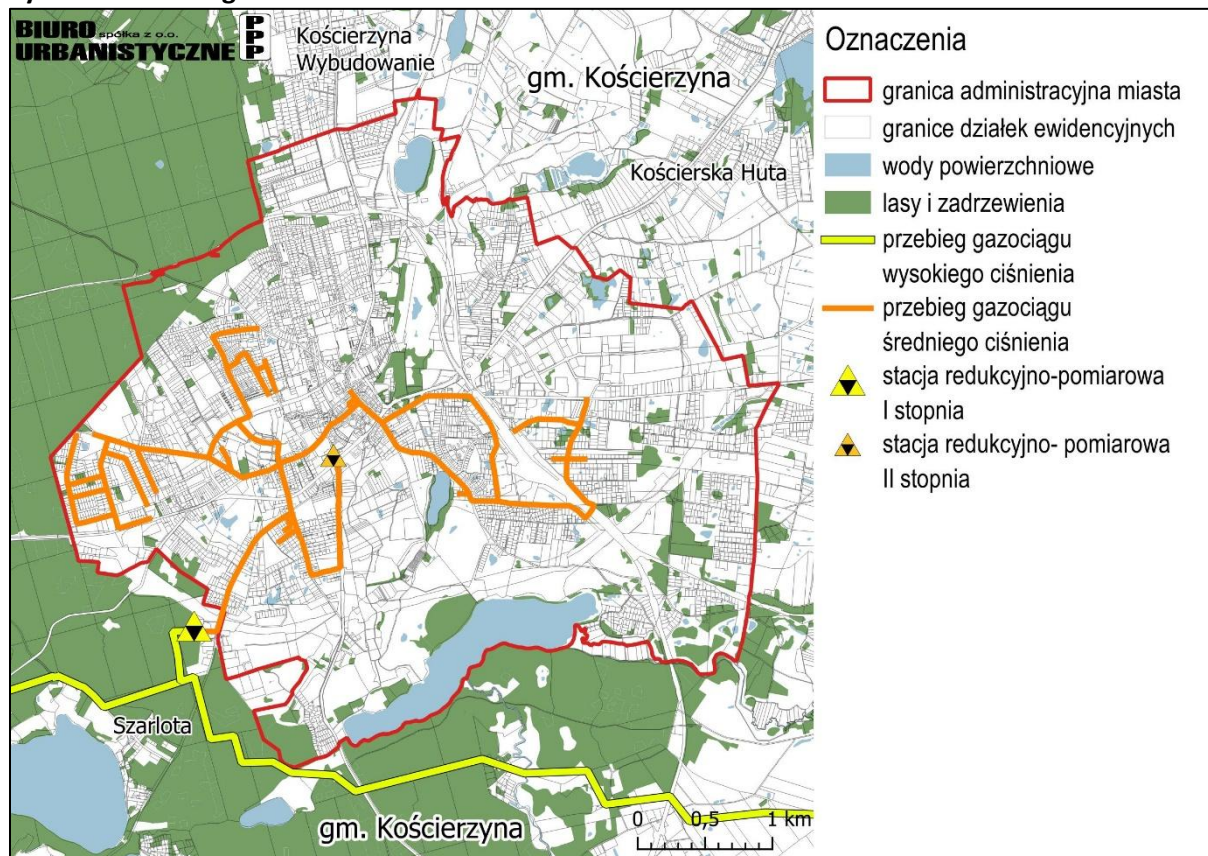 BIURO spółka z o.o.
URBANISTYCZNE
PPP
Kościerzyna
Wybudowanie
gm. Kościerzyna
Kościerska Huta
Szarlota
gm. Kościerzyna
0 0,5 1 km
Oznaczenia
granica administracyjna miasta
granice działek ewidencyjnych
wody powierzchniowe
lasy i zadrzewienia
przebieg gazociągu
wysokiego ciśnienia
przebieg gazociągu
średniego ciśnienia
stacja redukcyjno-pomiarowa
I stopnia
stacja redukcyjno- pomiarowa
II stopnia